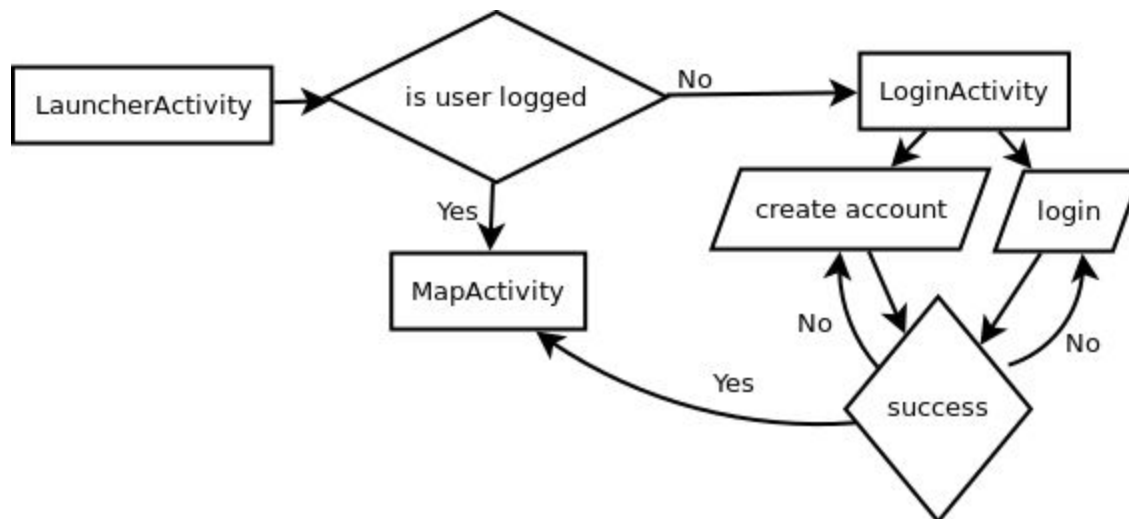 LauncherActivity
is user logged
No
LoginActivity
create account
login
Yes
MapActivity
No
No
Yes
success